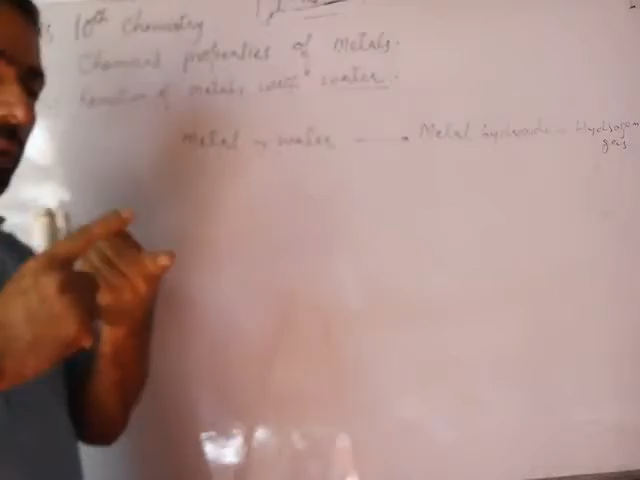 10th Chemistry
Chemical properties of Metals.
Reaction of Metals with water.
Metal + water → Metal hydroxide + Hydrogen
gas